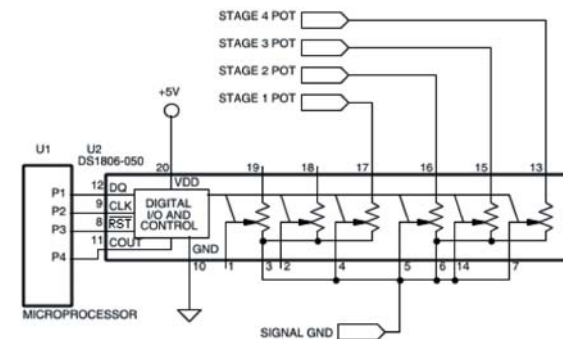 STAGE 4 POT
STAGE 3 POT
STAGE 2 POT
STAGE 1 POT
+5V
U1
U2
DS1806-050
20
19
18
17
16
15
13
P1
12
DQ
VDD
P2
9
CLK
DIGITAL
I/O AND
CONTROL
P3
8
RST
P4
11
COUT
GND
10
1
3
2
4
5
6
14
7
MICROPROCESSOR
SIGNAL GND